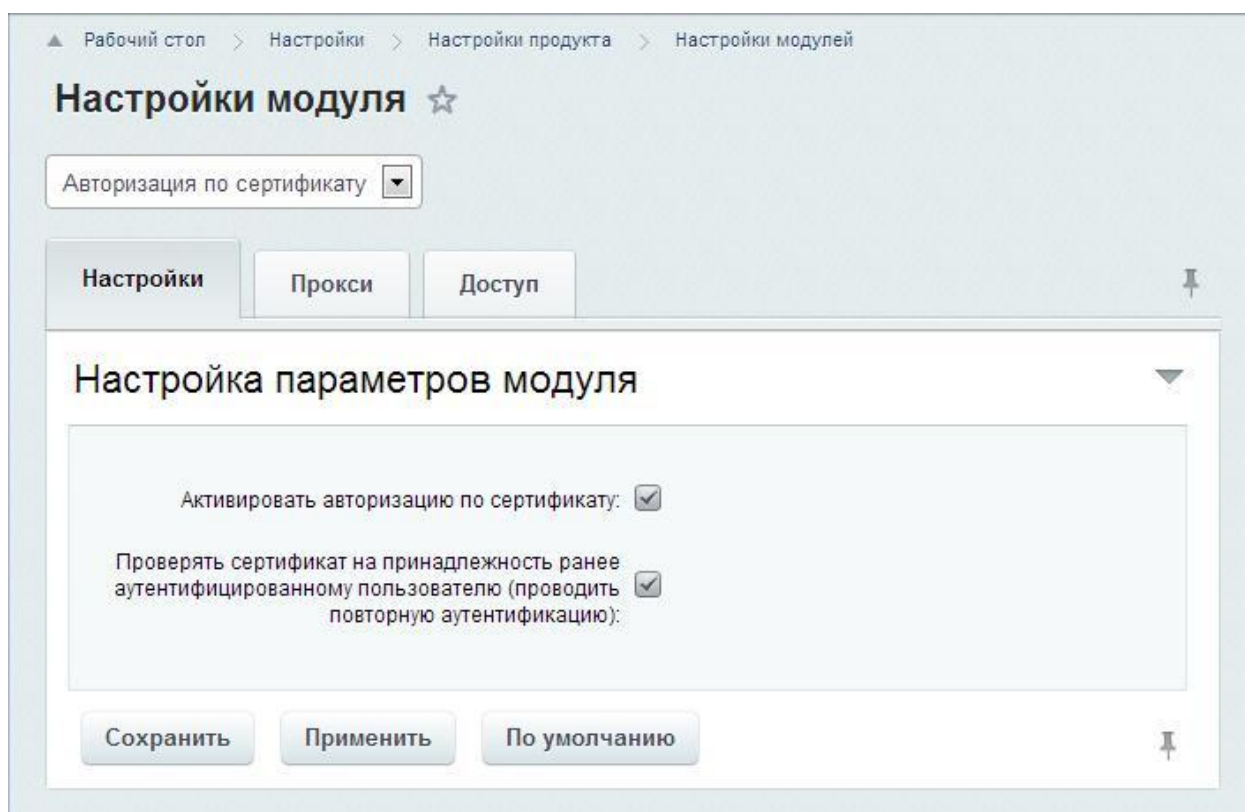 Рабочий стол > Настройки > Настройки продукта > Настройки модулей
Настройки модуля
Авторизация по сертификату
Настройки Прокси Доступ
Настройка параметров модуля
Активировать авторизацию по сертификату:
Проверять сертификат на принадлежность ранее
аутентифицированному пользователю (проводить
повторную аутентификацию):
Сохранить Применить По умолчанию